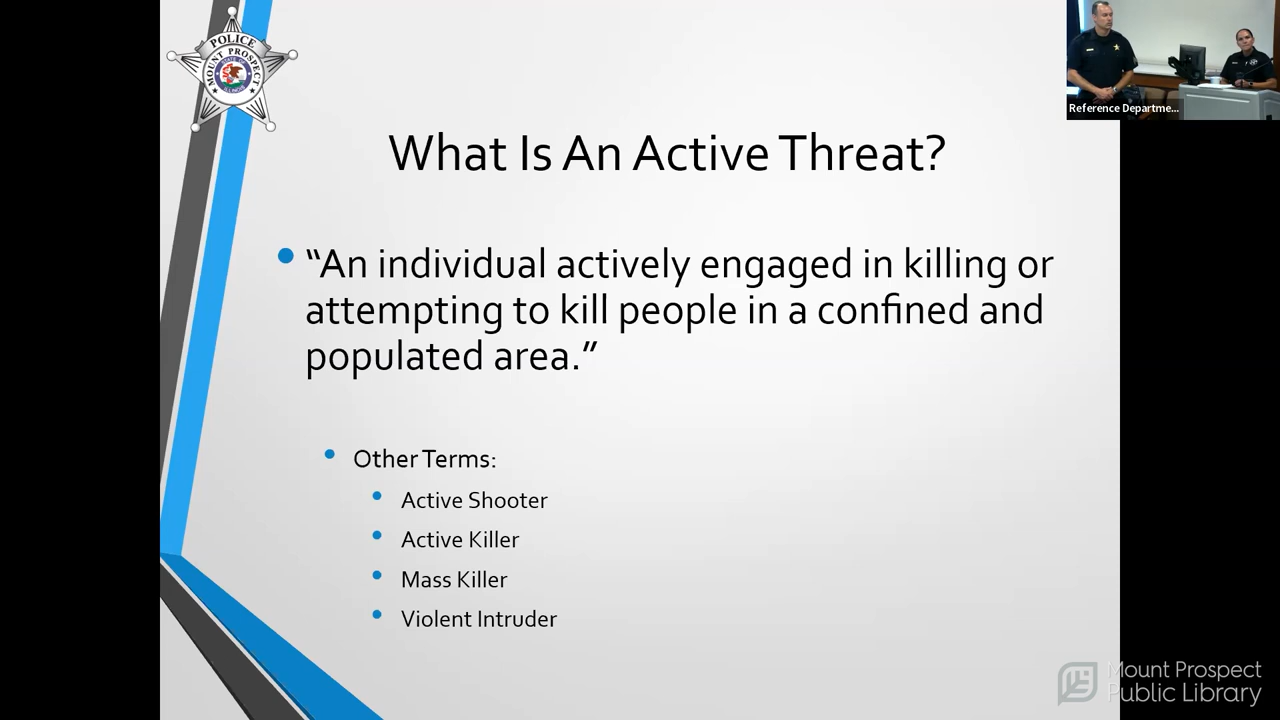 POLICE
MOUNT PROSPECT
ILLINOIS
Reference Departme...
What Is An Active Threat?
“An individual actively engaged in killing or
attempting to kill people in a confined and
populated area.”
Other Terms:
Active Shooter
Active Killer
Mass Killer
Violent Intruder
Mount Prospect
Public Library